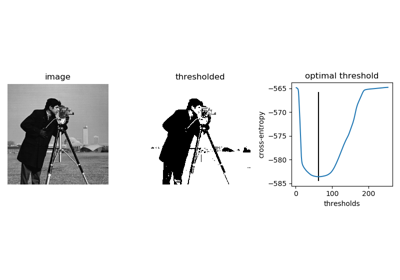 image
thresholded
optimal threshold
cross-entropy
−565
−570
−575
−580
−585
0
100
200
thresholds